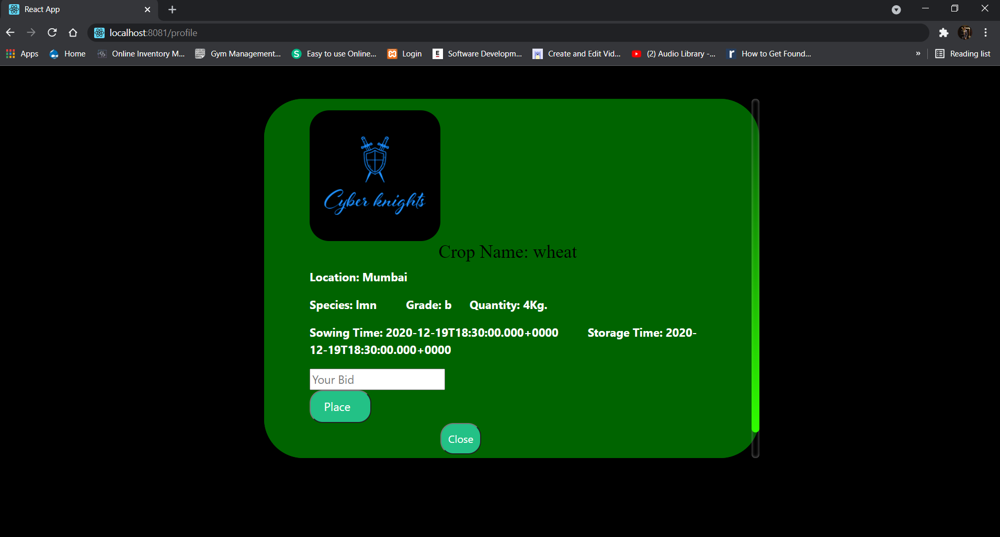 React App
localhost:8081/profile
Apps Home Online Inventory M... Gym Management... Easy to use Online... Login Software Developm... Create and Edit Vid... (2) Audio Library -... How to Get Found... » Reading list
Cyber knights
Crop Name: wheat
Location: Mumbai
Species: lmn Grade: b Quantity: 4Kg.
Sowing Time: 2020-12-19T18:30:00.000+0000 Storage Time: 2020-
12-19T18:30:00.000+0000
Your Bid
Place
Close